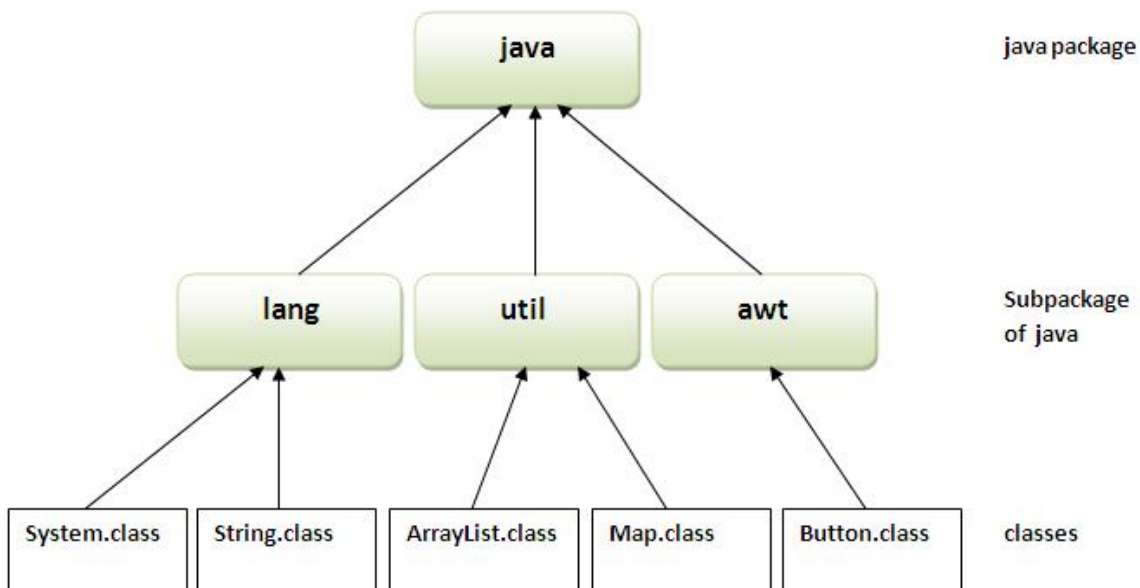 java
java package
lang
util
awt
Subpackage
of java
System.class
String.class
ArrayList.class
Map.class
Button.class
classes